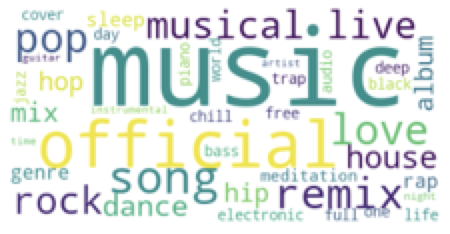 cover
sleep
musical
live
pop
day
guitar
music
piano
world
artist
trap
audio
deep
black
album
jazz
hop
mix
instrumental
chill
free
time
official
love
bass
house
genre
song
meditation
rap
rock
dance
hip
remix
night
electronic
full
one
life